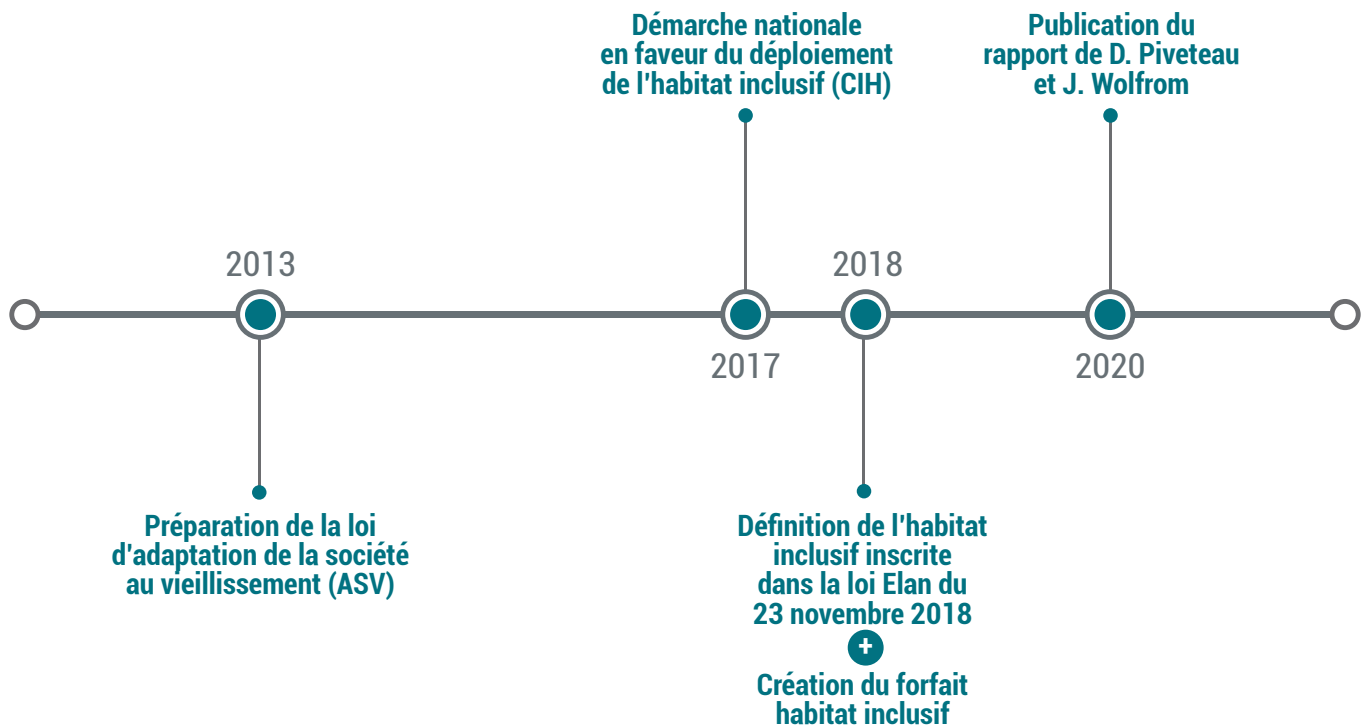 Démarche nationale
en faveur du déploiement
de l'habitat inclusif (CIH)
Publication du
rapport de D. Piveteau
et J. Wolfrom
2013
2018
2017
2020
Préparation de la loi
d'adaptation de la société
au vieillissement (ASV)
Définition de l'habitat
inclusif inscrite
dans la loi Elan du
23 novembre 2018
+
Création du forfait
habitat inclusif